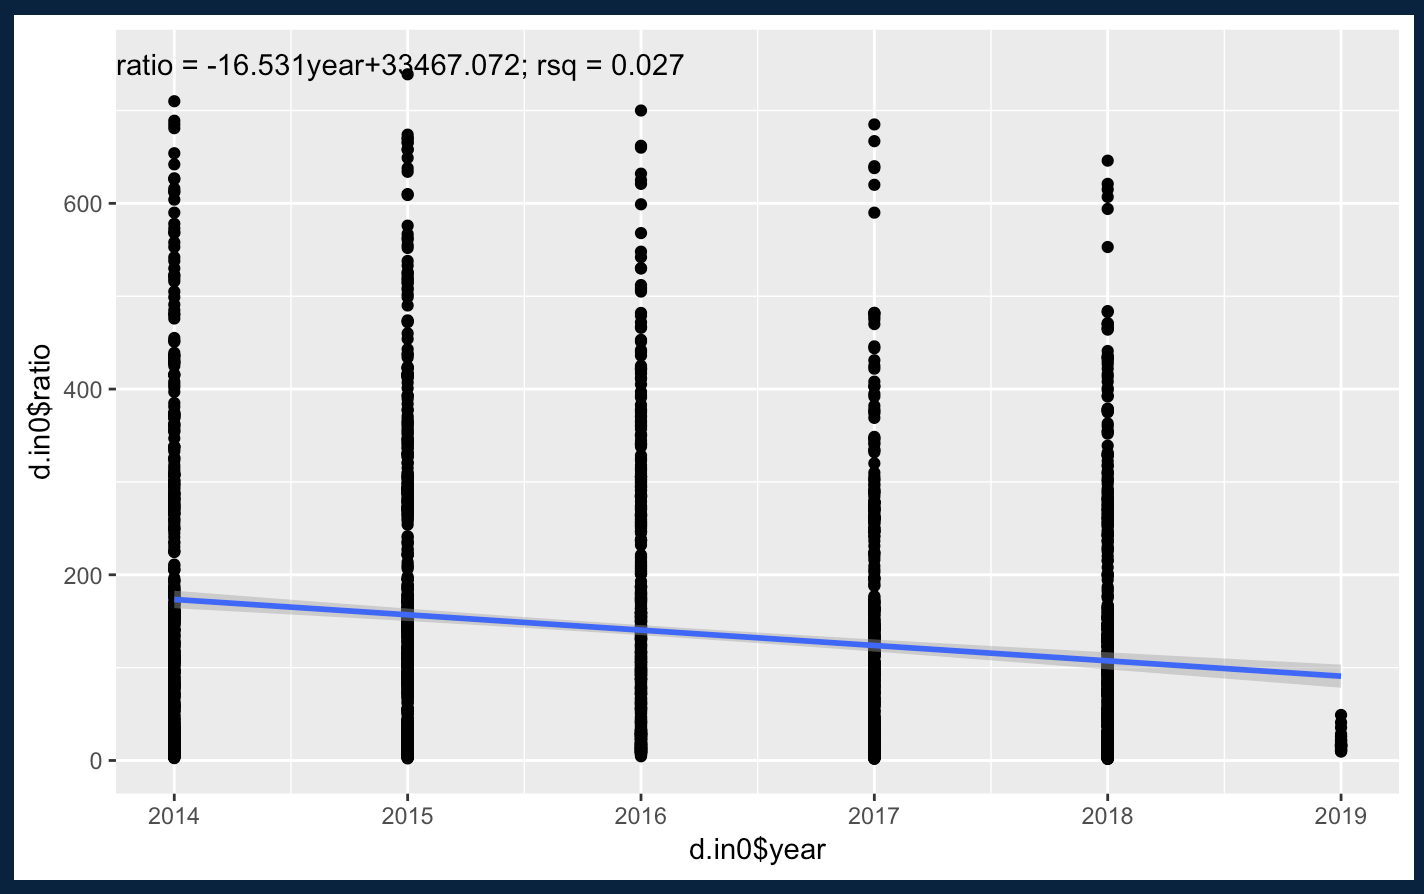 ratio = -16.531year+33467.072; rsq = 0.027
600
400
200
0
d.in0$ratio
2014 2015 2016 2017 2018 2019
d.in0$year